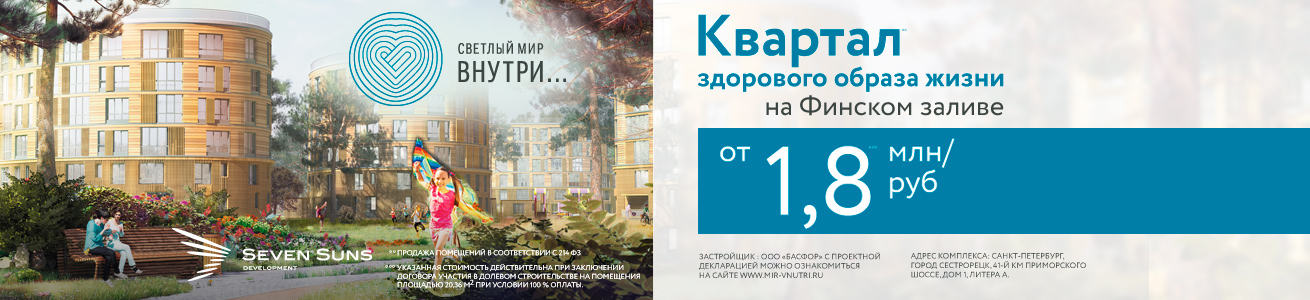 СВЕТЛЫЙ МИР
ВНУТРИ...
SEVEN SUNS
DEVELOPMENT
** ПРОДАЖА ПОМЕЩЕНИЙ В СООТВЕТСТВИИ С 214 ФЗ
*** УКАЗАННАЯ СТОИМОСТЬ ДЕЙСТВИТЕЛЬНА ПРИ ЗАКЛЮЧЕНИИ
ДОГОВОРА УЧАСТИЯ В ДОЛЕВОМ СТРОИТЕЛЬСТВЕ НА ПОМЕЩЕНИЯ
ПЛОЩАДЬЮ 20,36 М² ПРИ УСЛОВИИ 100 % ОПЛАТЫ.
Квартал**
здорового образа жизни
на Финском заливе
от 1,8*** млн/
руб
ЗАСТРОЙЩИК : ООО «БАСФОР» С ПРОЕКТНОЙ
ДЕКЛАРАЦИЕЙ МОЖНО ОЗНАКОМИТЬСЯ
НА САЙТЕ WWW.MIR-VNUTRI.RU
АДРЕС КОМПЛЕКСА: САНКТ-ПЕТЕРБУРГ,
ГОРОД СЕСТРОРЕЦК, 41-Й КМ ПРИМОРСКОГО
ШОССЕ, ДОМ 1, ЛИТЕРА А.